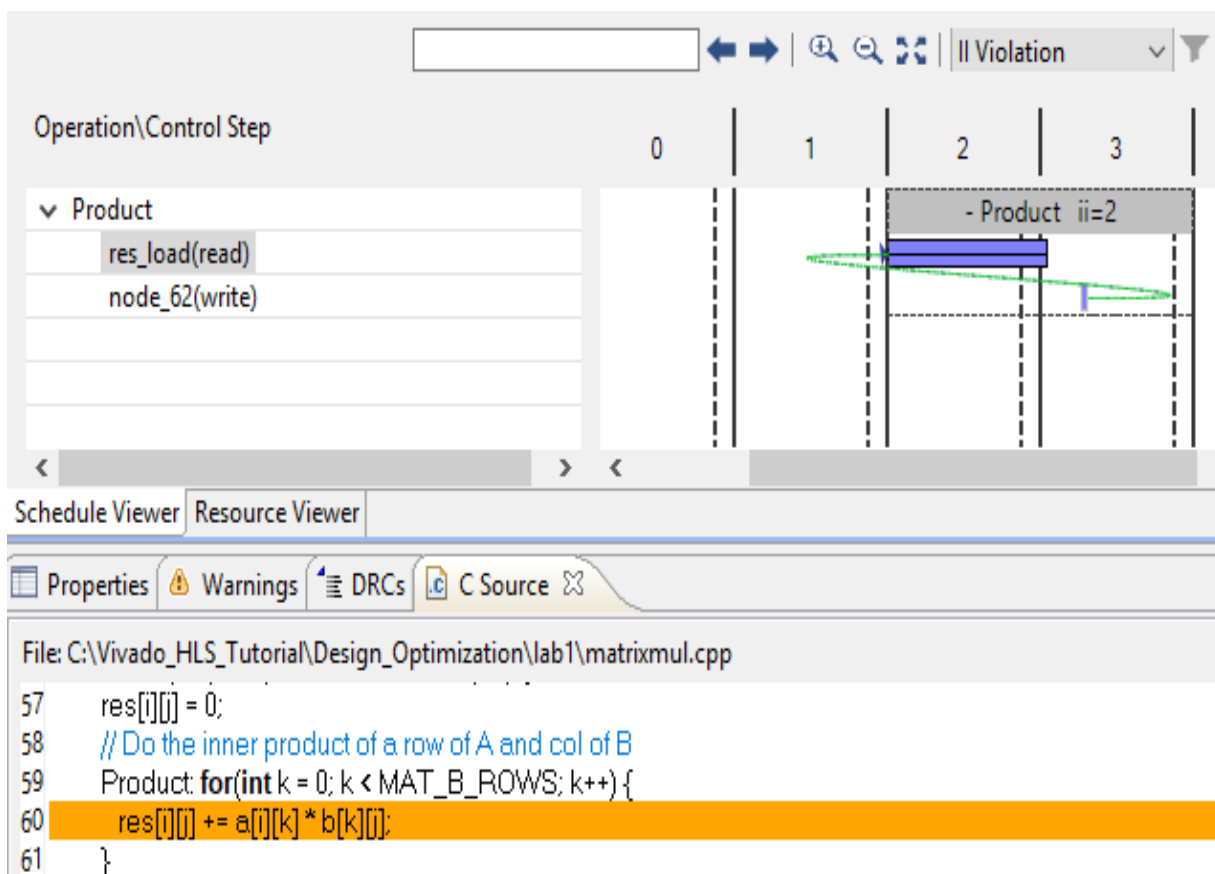 II Violation
Operation\Control Step
0 1 2 3
Product
- Product ii=2
res_load(read)
node_62(write)
Schedule Viewer Resource Viewer
Properties Warnings DRCs C Source
File: C:\Vivado_HLS_Tutorial\Design_Optimization\lab1\matrixmul.cpp
57 res[i][j] = 0;
58 // Do the inner product of a row of A and col of B
59 Product: for(int k = 0; k < MAT_B_ROWS; k++) {
60 res[i][j] += a[i][k] * b[k][j];
61 }